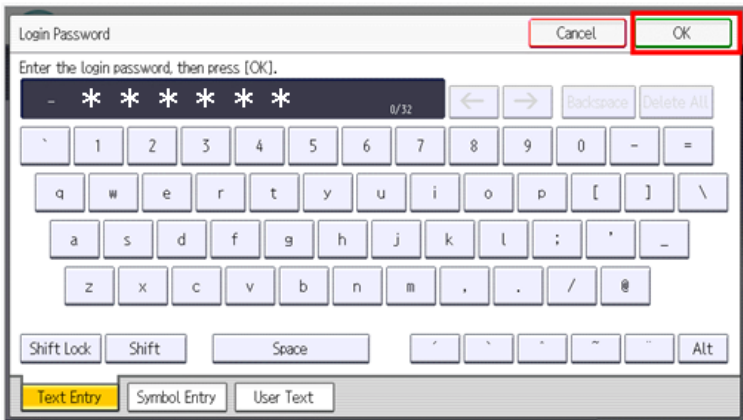 Login Password Cancel OK
Enter the login password, then press [OK].
- ****** 0/32 ← → Backspace Delete All
` 1 2 3 4 5 6 7 8 9 0 - =
q w e r t y u i o p [ ] \
a s d f g h j k l ; ' _
z x c v b n m , . / @
Shift Lock Shift Space ´ ` ^ ~ ¨ Alt
Text Entry Symbol Entry User Text